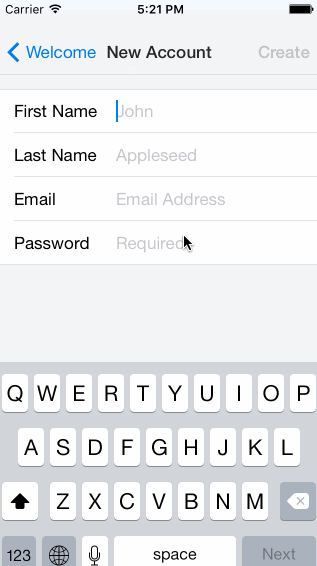 Carrier 5:21 PM
Welcome New Account Create
First Name John
Last Name Appleseed
Email Email Address
Password Required
Q W E R T Y U I O P
A S D F G H J K L
Z X C V B N M
123 space Next